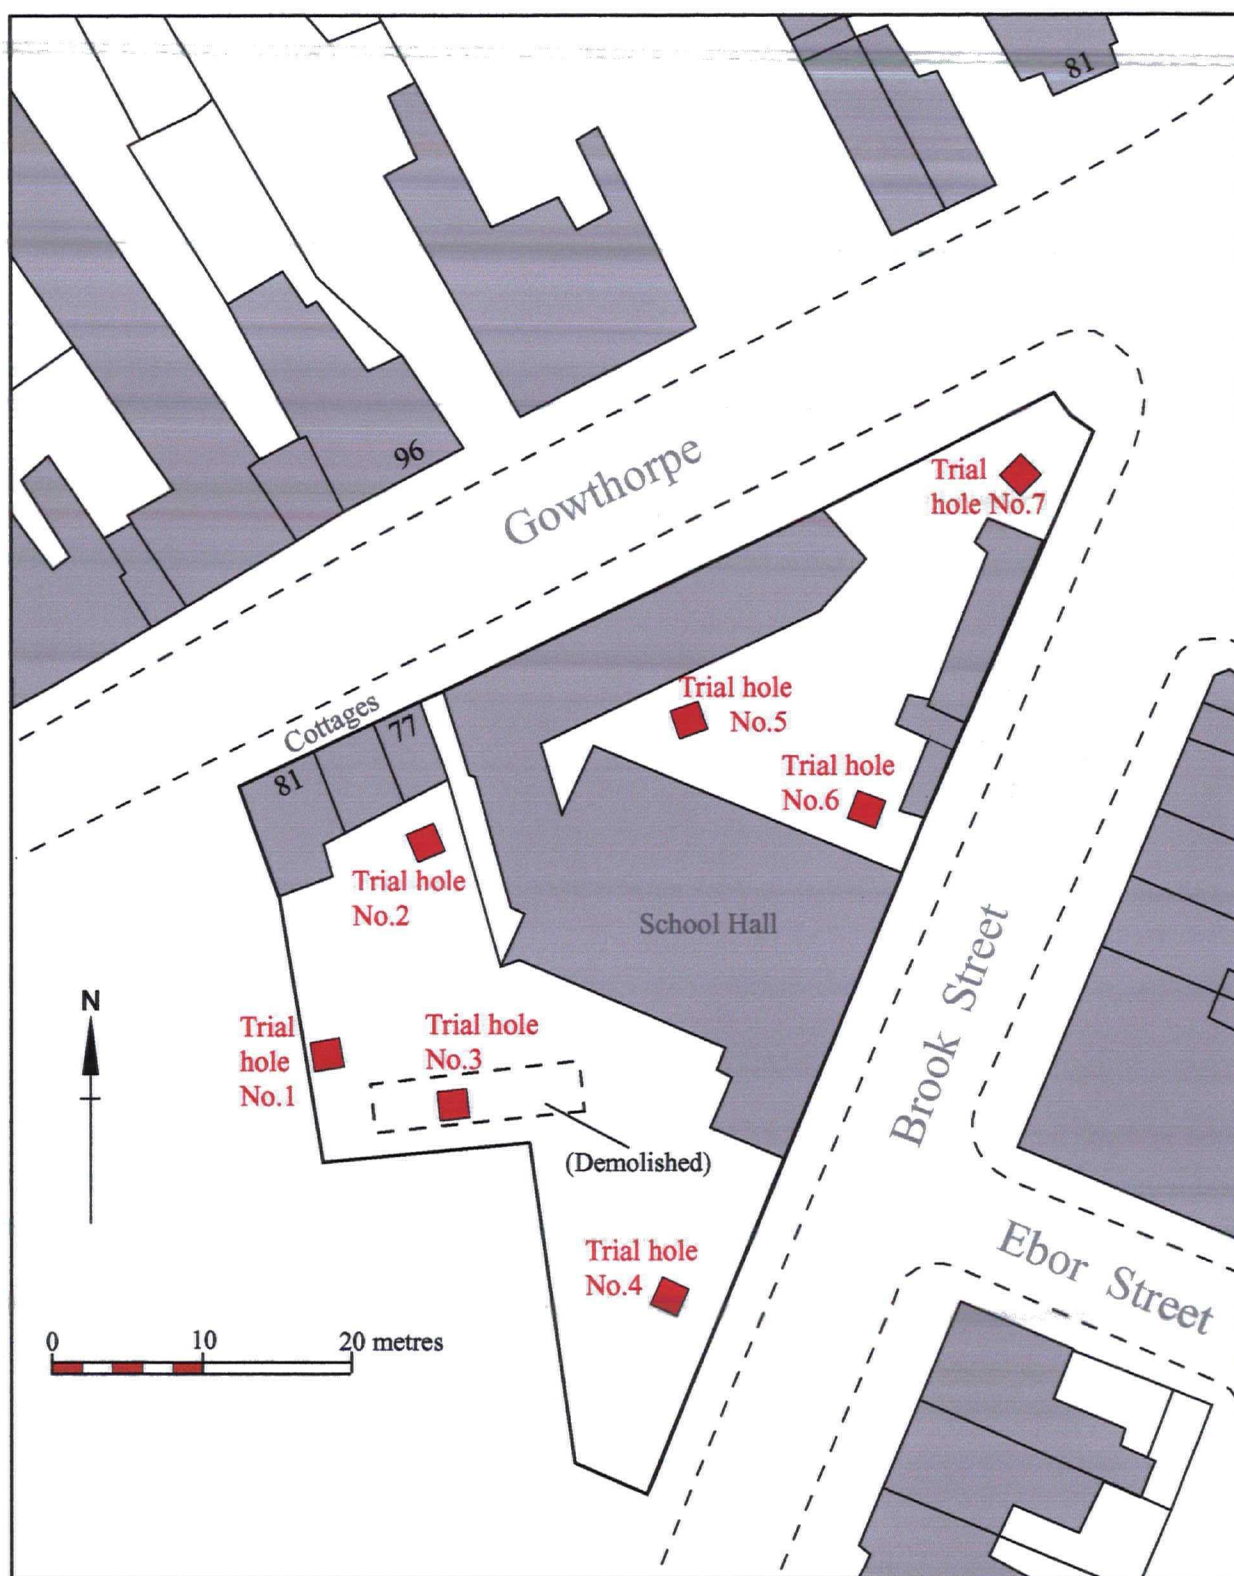 81
96
Gowthorpe
Trial
hole No.7
Trial hole
No.5
Cottages
77
81
Trial hole
No.6
Trial hole
No.2
School Hall
Brook Street
N
Trial
hole
No.1
Trial hole
No.3
(Demolished)
Ebor Street
Trial hole
No.4
0 10 20 metres